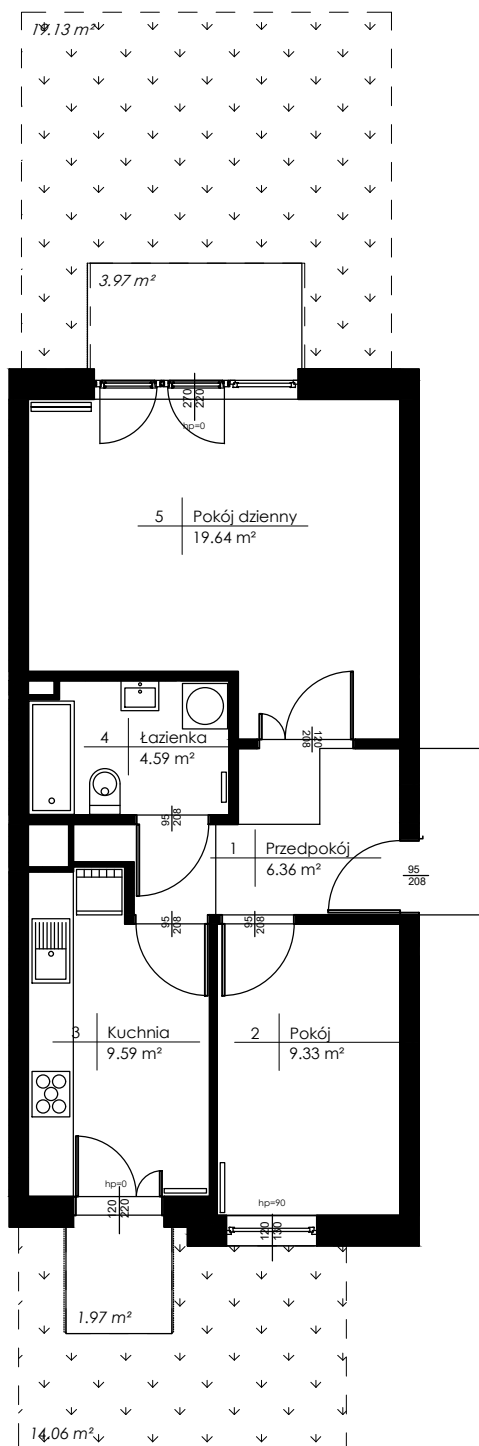 19.13 m²
3.97 m²
270
220
hp=0
5 Pokój dzienny
19.64 m²
120
208
4 Łazienka
4.59 m²
95
208
1 Przedpokój
6.36 m²
95
208
95
208
95
208
3 Kuchnia
9.59 m²
2 Pokój
9.33 m²
hp=0
120
220
hp=90
120
130
1.97 m²
14.06 m²